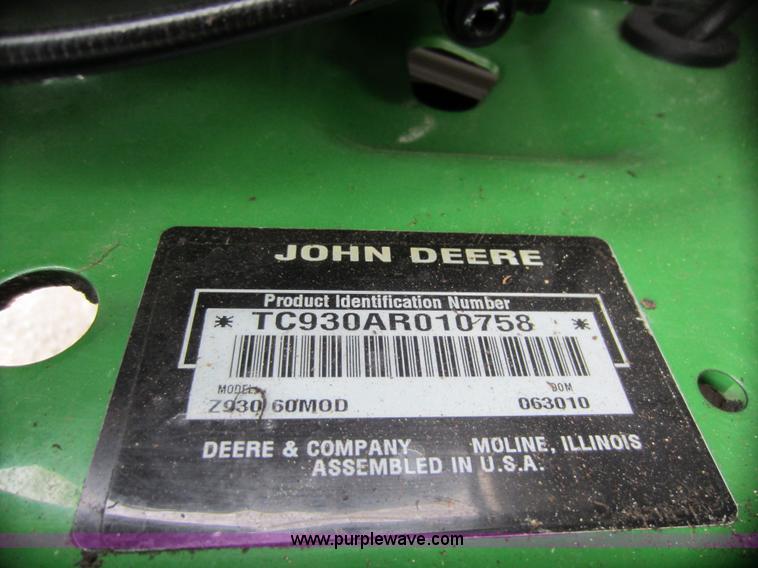 JOHN DEERE
Product Identification Number
* TC930AR010758 *
MODEL DOM
Z930 60MOD 063010
DEERE & COMPANY MOLINE, ILLINOIS
ASSEMBLED IN U.S.A.
www.purplewave.com